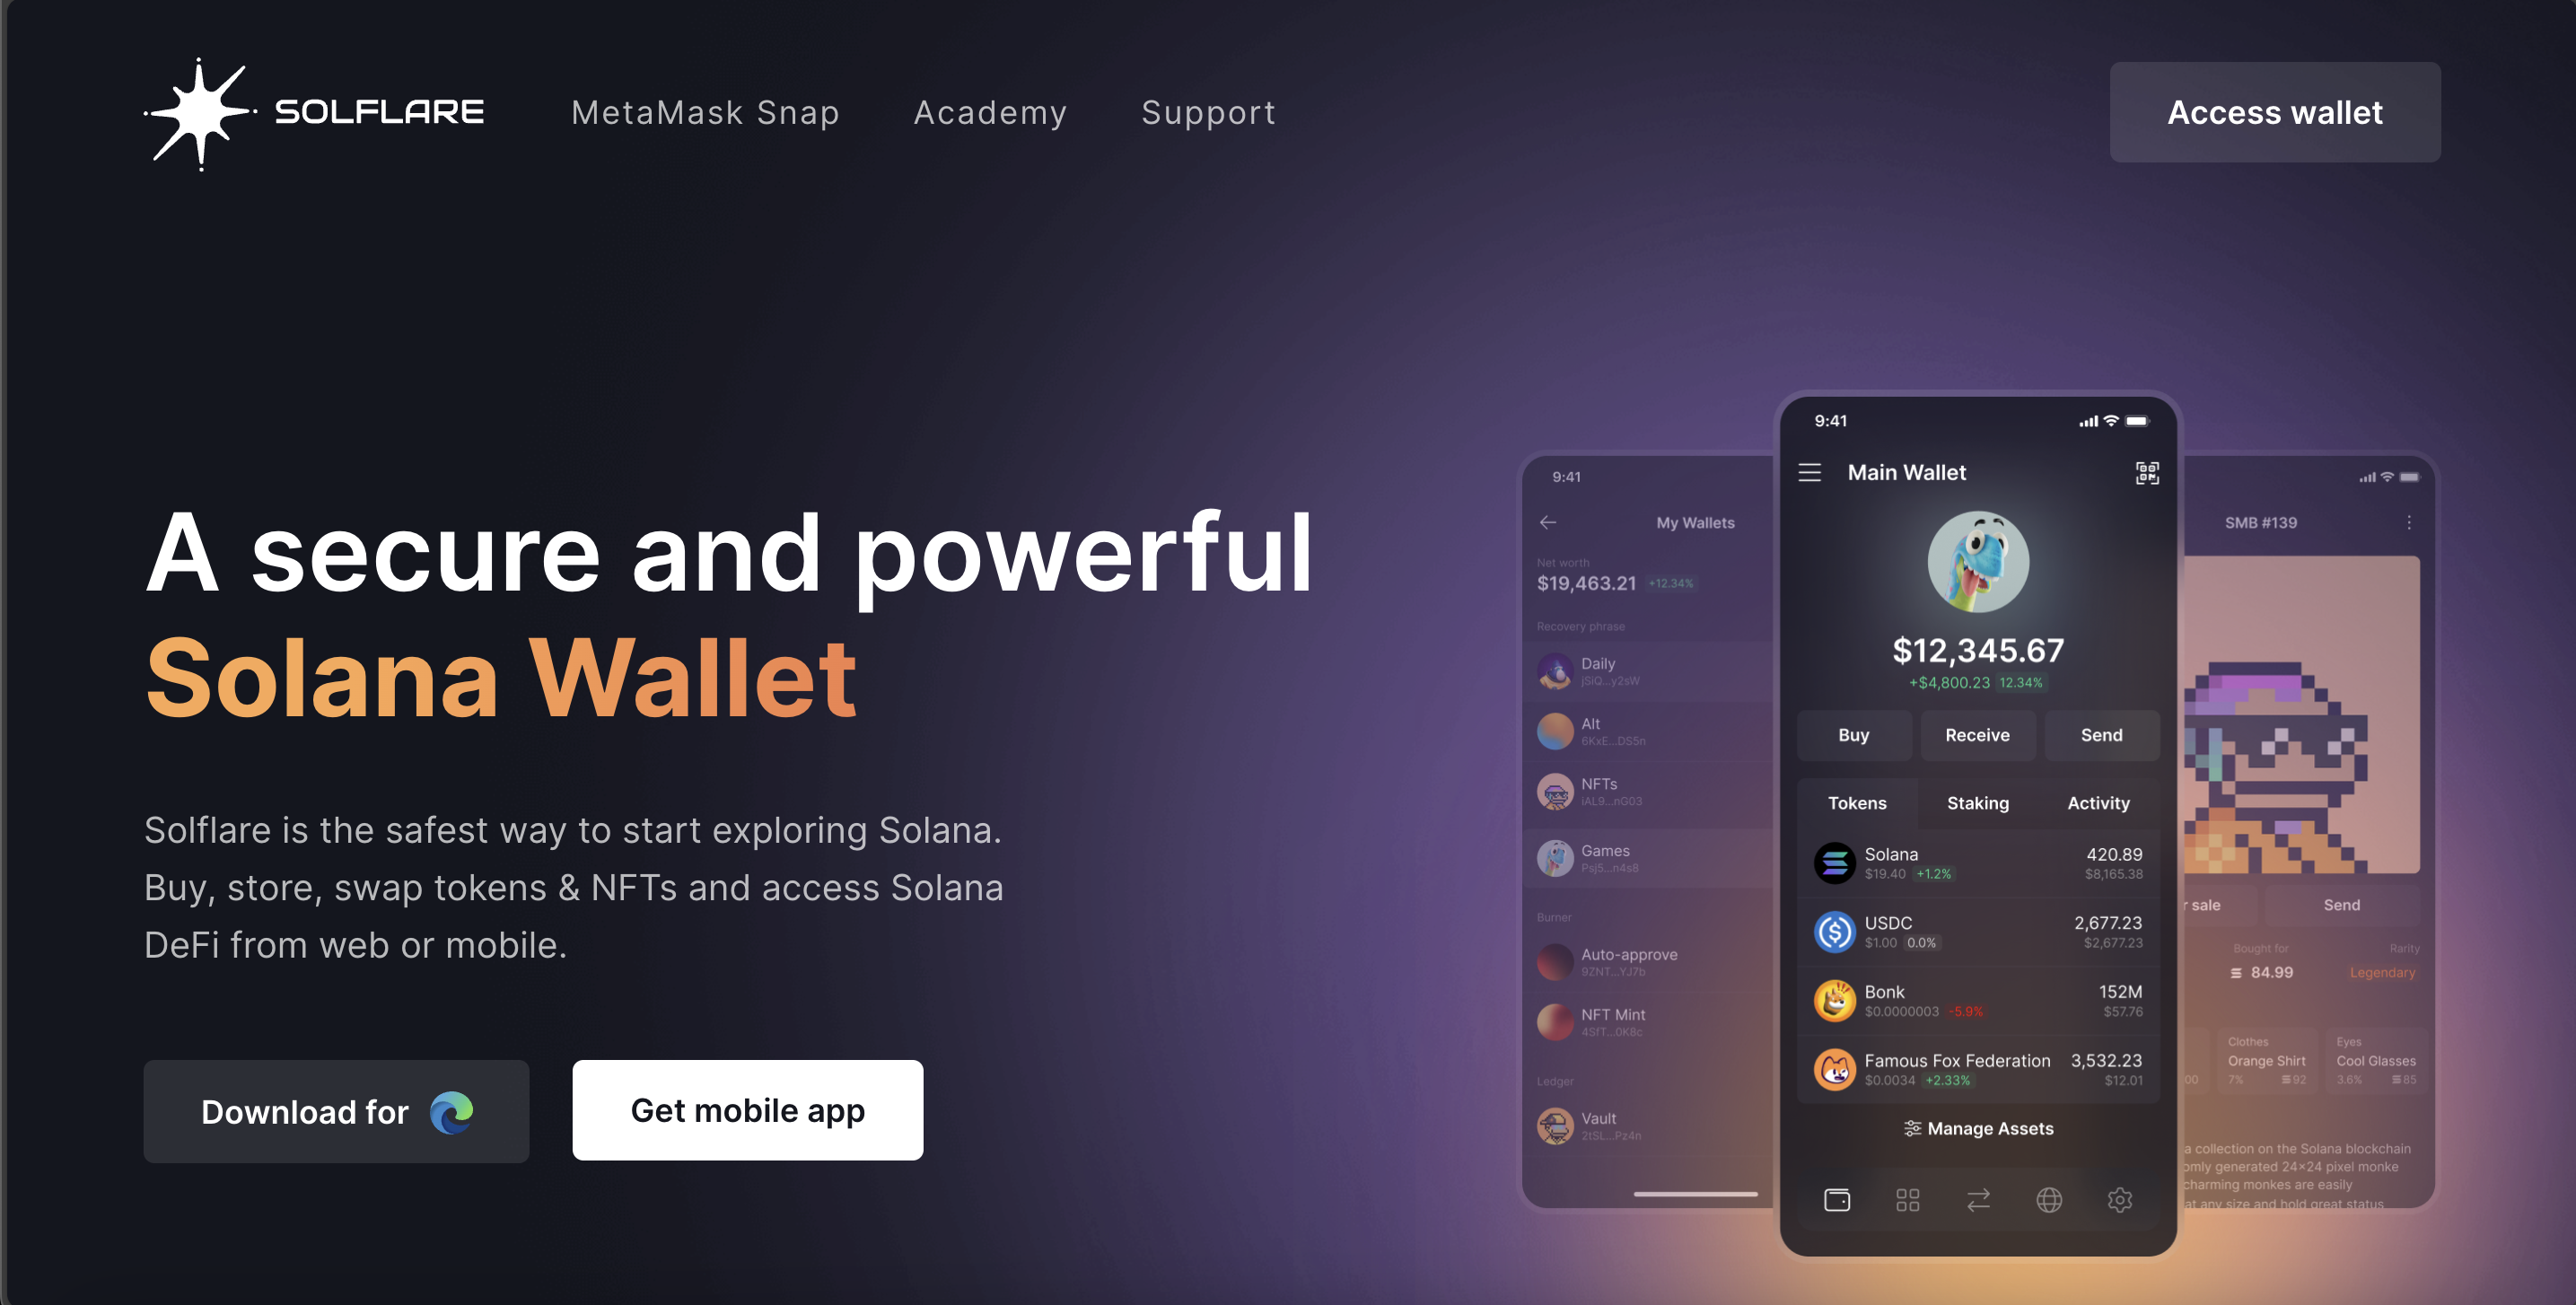 SOLFLARE
MetaMask Snap
Academy
Support
Access wallet
A secure and powerful
Solana Wallet
Solflare is the safest way to start exploring Solana.
Buy, store, swap tokens & NFTs and access Solana
DeFi from web or mobile.
Download for
Get mobile app
9:41
My Wallets
Net worth
$19,463.21 +12.34%
Recovery phrase
Daily
jSiQ...y2sW
Alt
6KxE...DS5n
NFTs
iAL9...nG03
Games
Psj5...n4s8
Burner
Auto-approve
9ZNT...YJ7b
NFT Mint
4SfT...0K8c
Ledger
Vault
2tSL...Pz4n
9:41
Main Wallet
$12,345.67
+$4,800.23 12.34%
Buy
Receive
Send
Tokens
Staking
Activity
Solana 420.89
$19.40 +1.2% $8,165.38
USDC 2,677.23
$1.00 0.0% $2,677.23
Bonk 152M
$0.0000003 -5.9% $57.76
Famous Fox Federation 3,532.23
$0.0034 +2.33% $12.01
Manage Assets
SMB #139
r sale
Send
Bought for
Rarity
84.99
Legendary
Clothes
Orange Shirt
7% 92
Eyes
Cool Glasses
3.6% 85
00
a collection on the Solana blockchain
omly generated 24×24 pixel monke
charming monkes are easily
at any size and hold great status